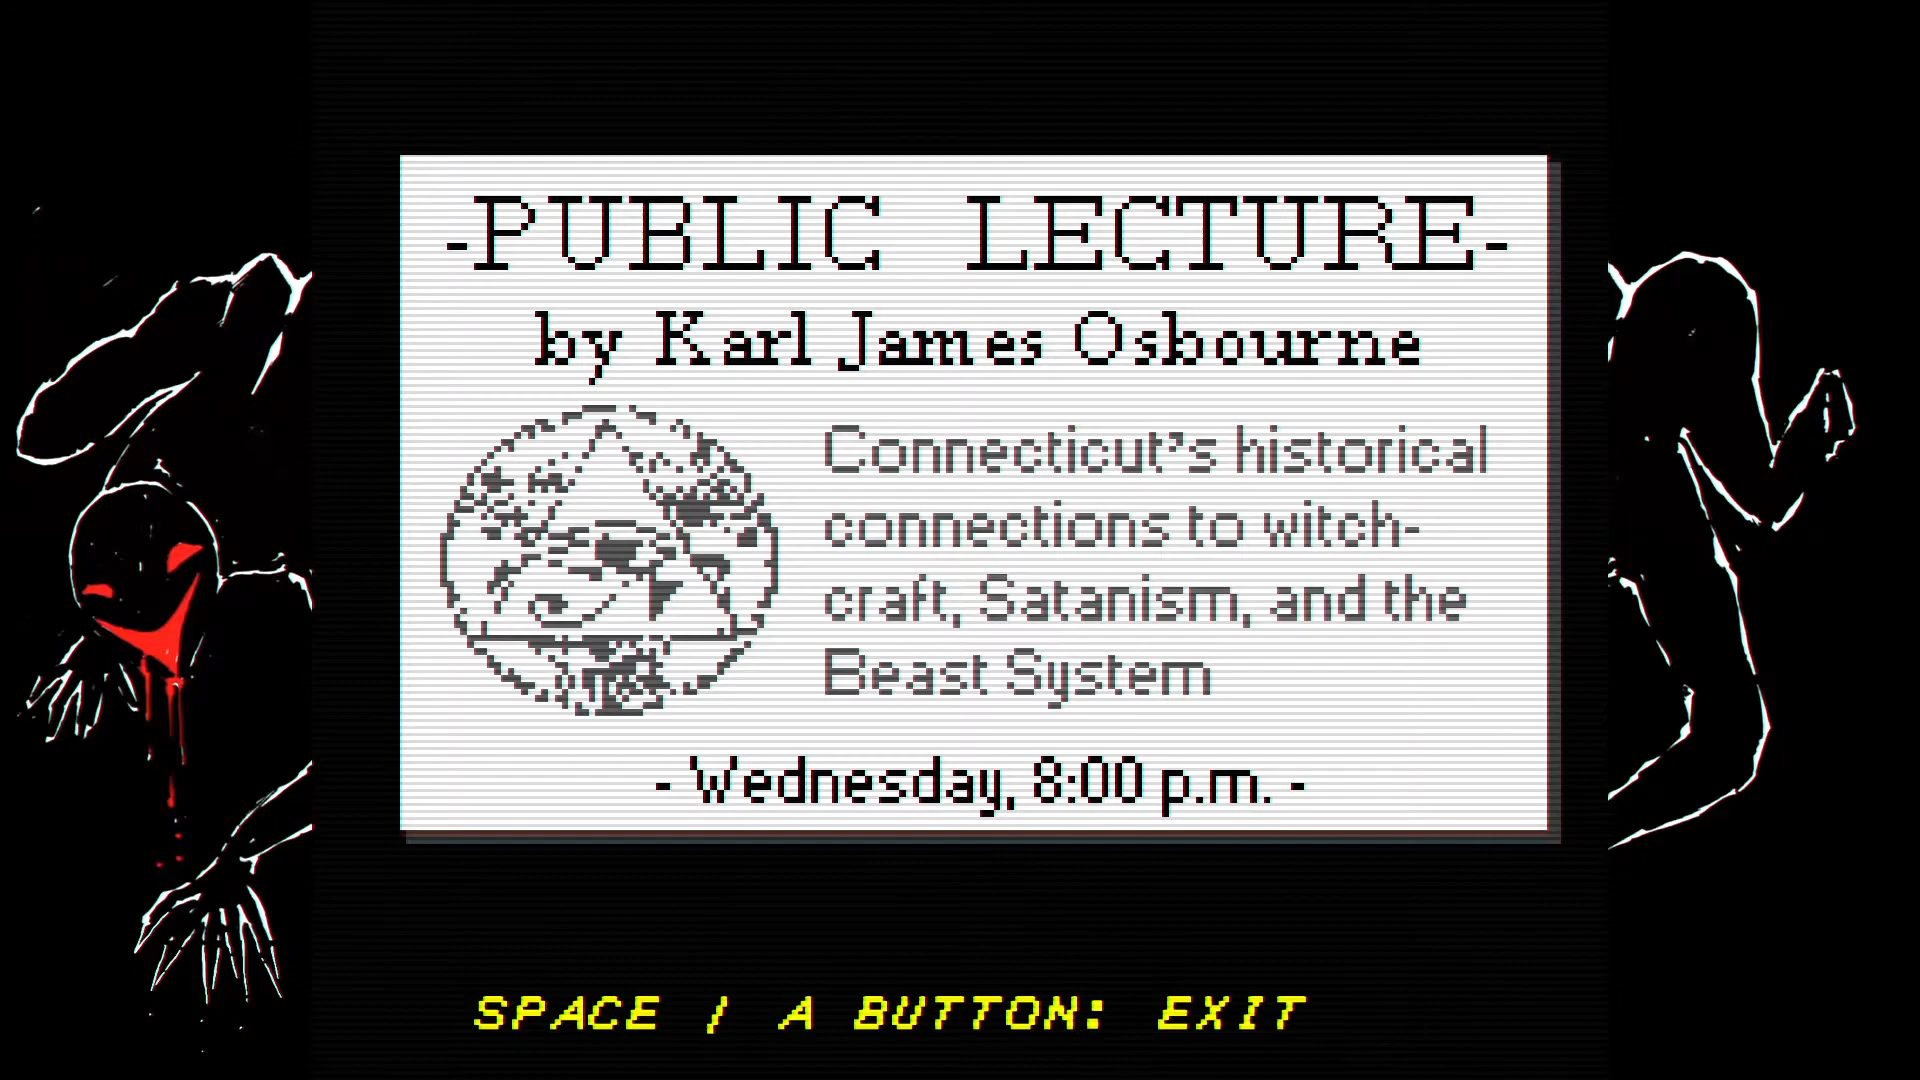 -PUBLIC LECTURE-
by Karl James Osbourne
Connecticut's historical
connections to witch-
craft, Satanism, and the
Beast System
- Wednesday, 8:00 p.m. -
SPACE / A BUTTON: EXIT